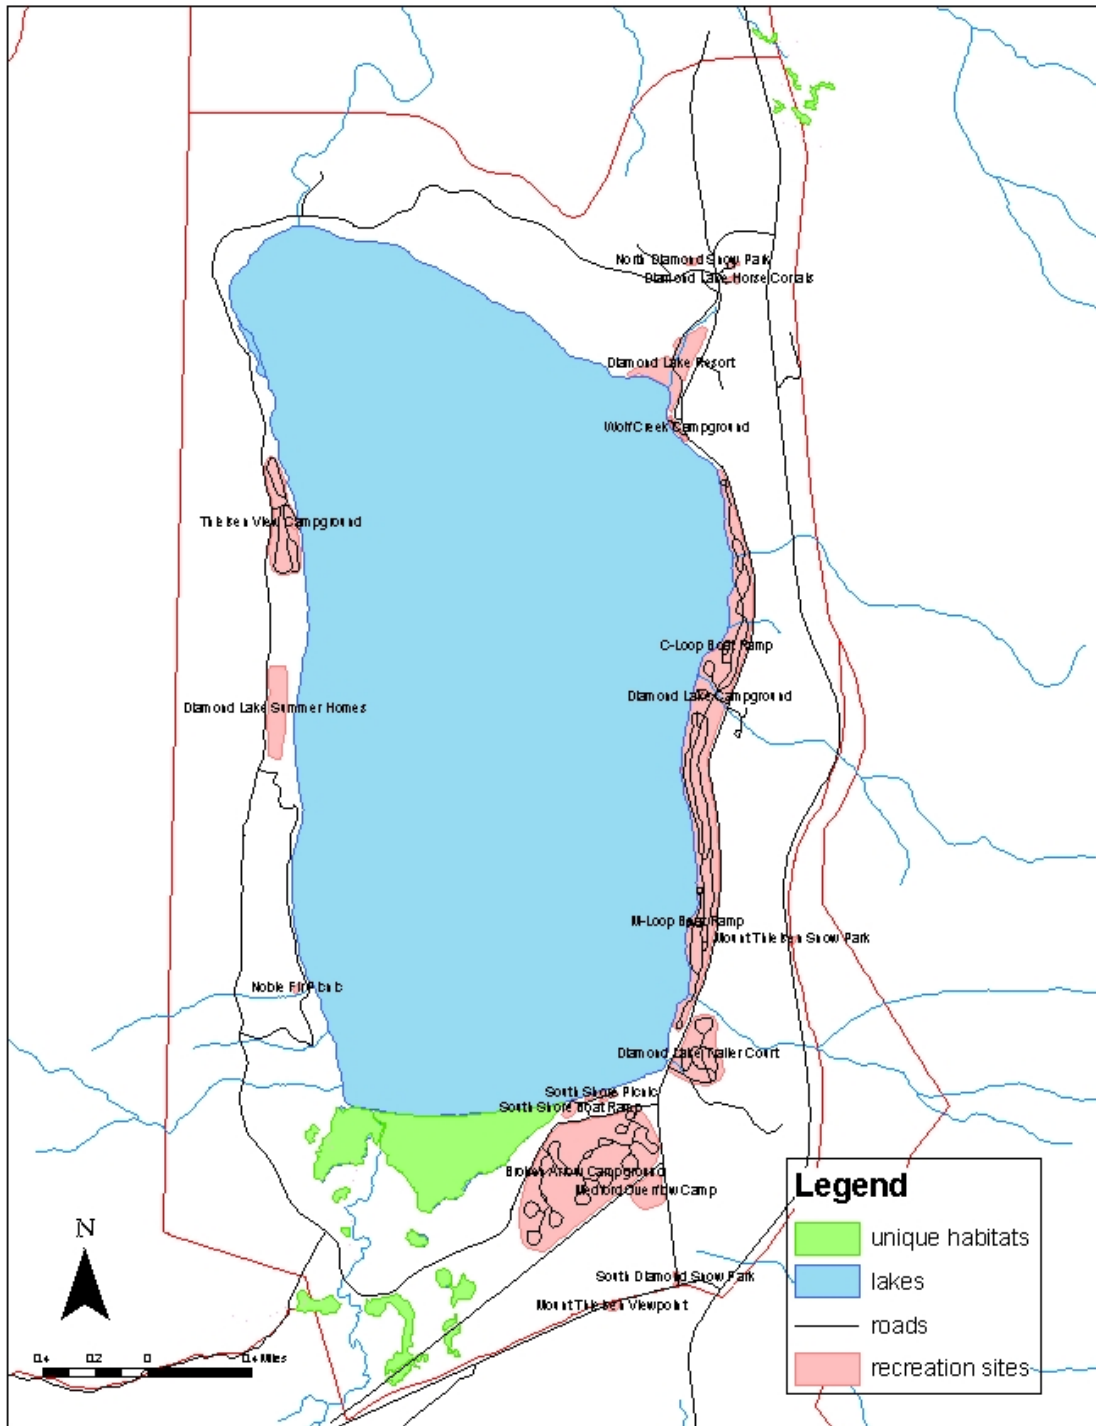 North Diamond Snow Park
Diamond Lake Horse Corrals
Diamond Lake Resort
Wolf Creek Campground
Thielsen View Campground
C-Loop Boat Ramp
Diamond Lake Campground
Diamond Lake Summer Homes
M-Loop Boat Ramp
Mount Thielsen Snow Park
Noble Fir Picnic
Diamond Lake Trailer Court
South Shore Picnic
South Shore Boat Ramp
Broken Arrow Campground
Medford Overflow Camp
South Diamond Snow Park
Mount Thielsen Viewpoint
N
0.4 0.2 0 0.4 Miles
Legend
unique habitats
lakes
roads
recreation sites